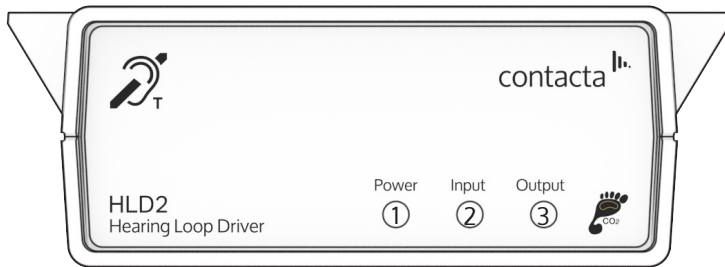 T
contacta
Power Input Output
1 2 3
HLD2
Hearing Loop Driver
CO2